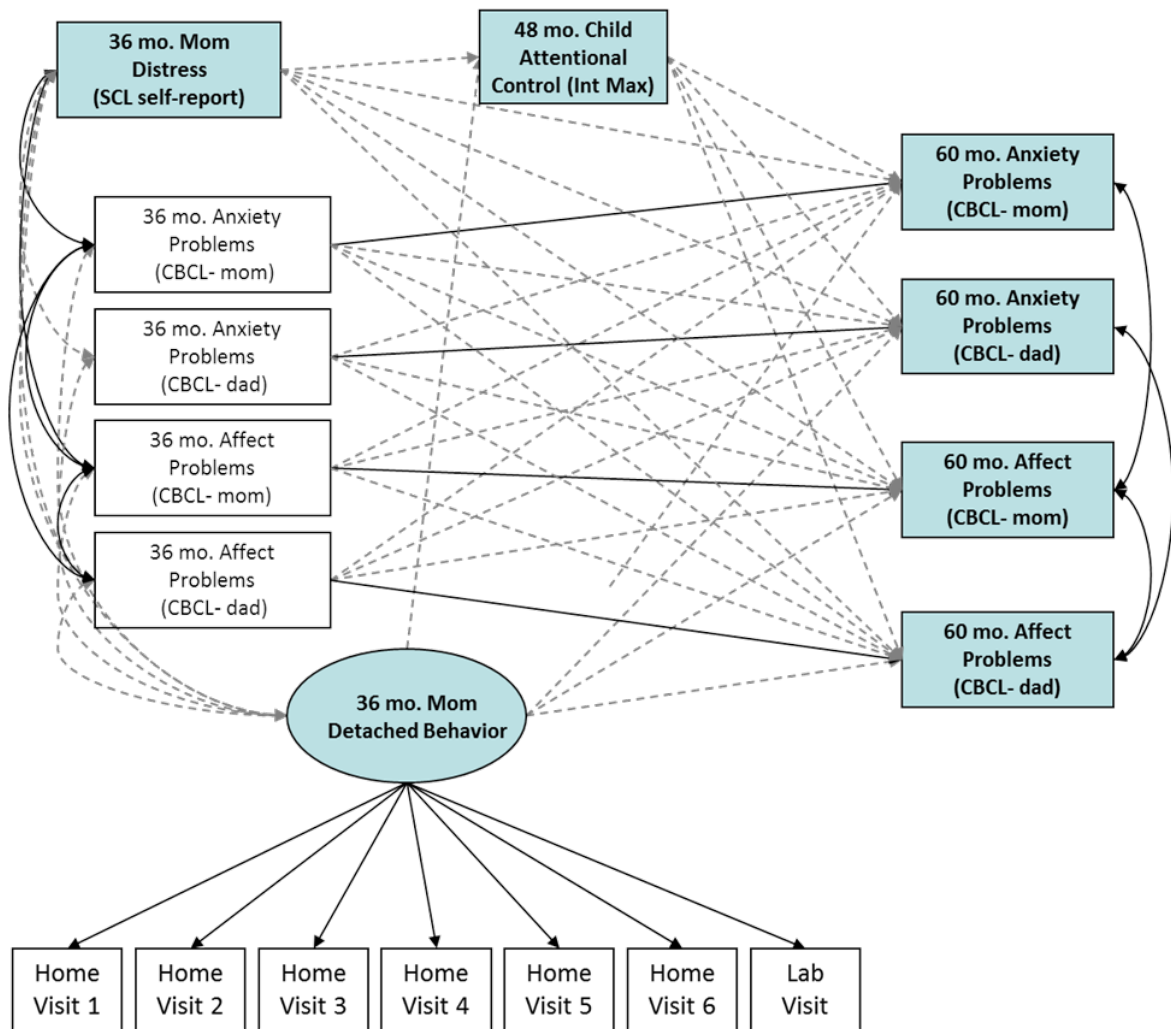 36 mo. Mom
Distress
(SCL self-report)
48 mo. Child
Attentional
Control (Int Max)
60 mo. Anxiety
Problems
(CBCL- mom)
36 mo. Anxiety
Problems
(CBCL- mom)
60 mo. Anxiety
Problems
(CBCL- dad)
36 mo. Anxiety
Problems
(CBCL- dad)
36 mo. Affect
Problems
(CBCL- mom)
60 mo. Affect
Problems
(CBCL- mom)
36 mo. Affect
Problems
(CBCL- dad)
60 mo. Affect
Problems
(CBCL- dad)
36 mo. Mom
Detached Behavior
Home
Visit 1
Home
Visit 2
Home
Visit 3
Home
Visit 4
Home
Visit 5
Home
Visit 6
Lab
Visit